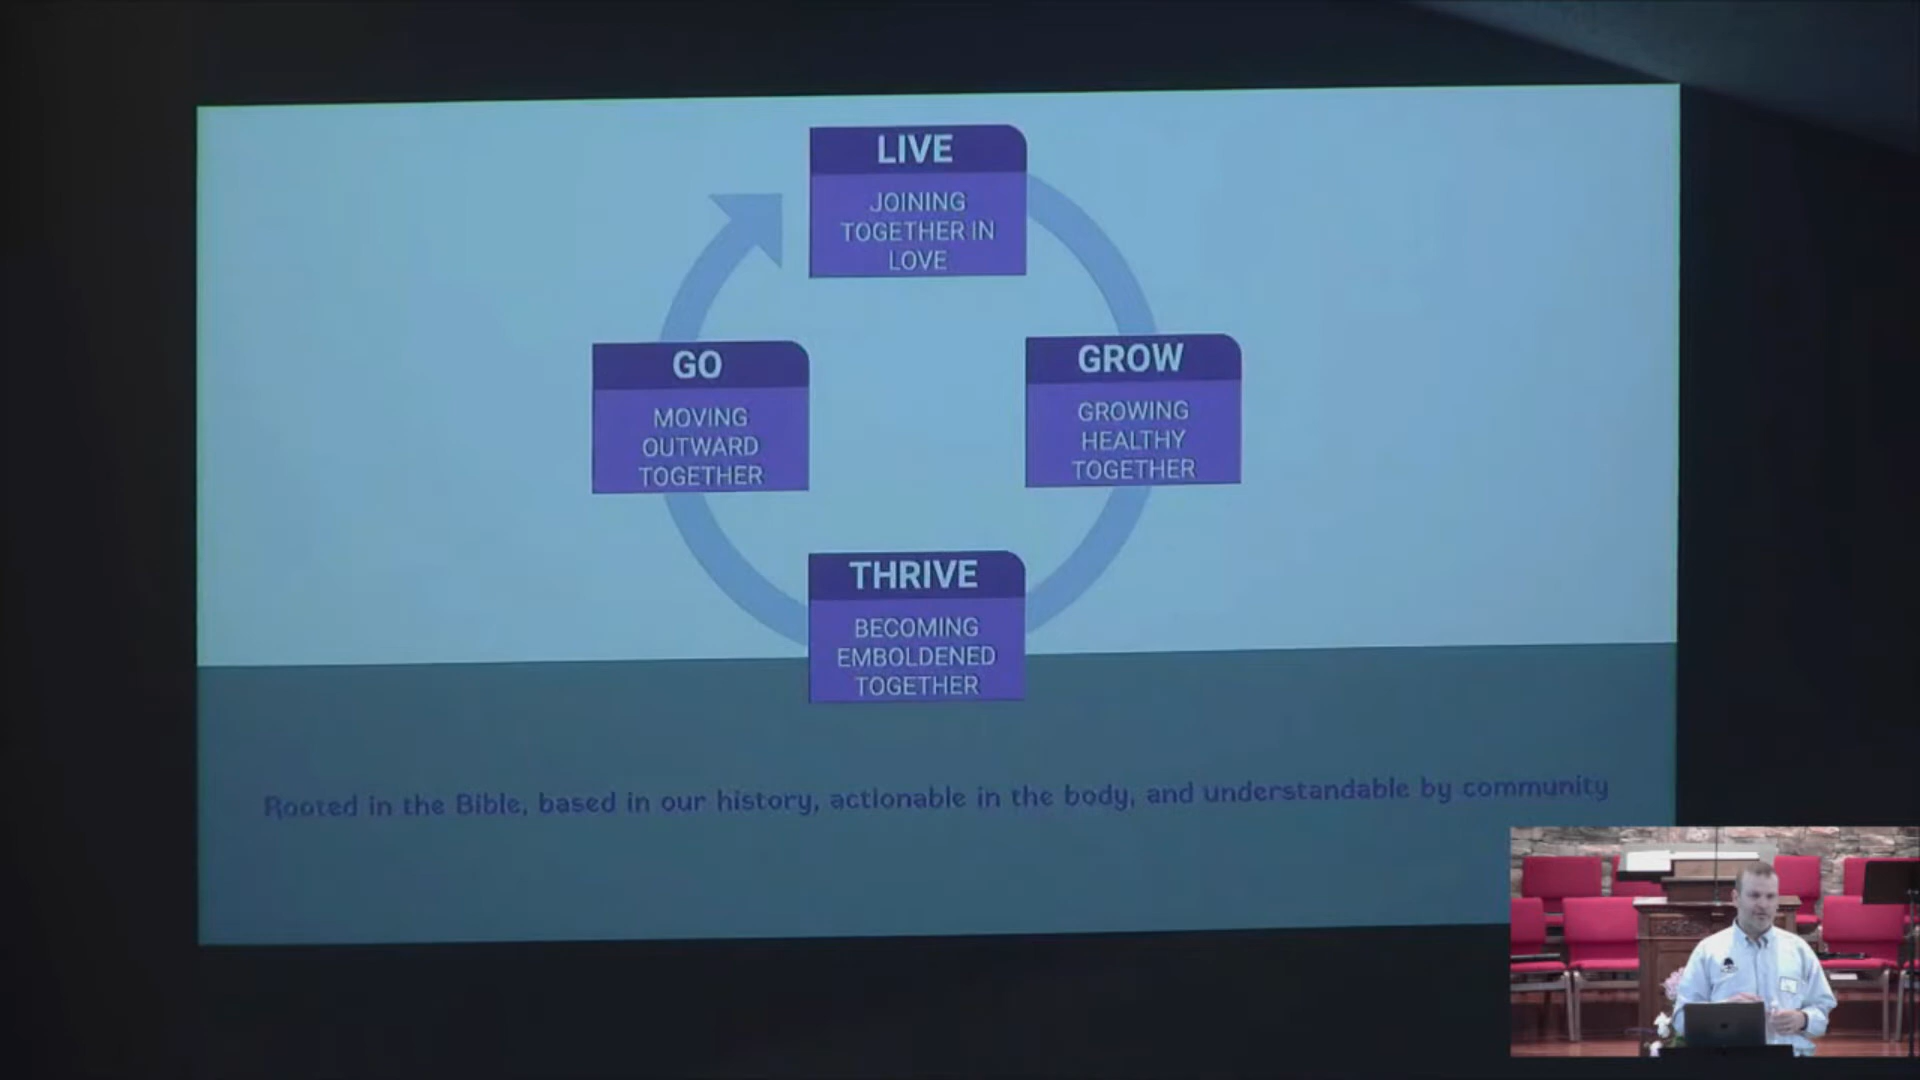 LIVE
JOINING
TOGETHER IN
LOVE
GO
MOVING
OUTWARD
TOGETHER
GROW
GROWING
HEALTHY
TOGETHER
THRIVE
BECOMING
EMBOLDENED
TOGETHER
Rooted in the Bible, based in our history, actionable in the body, and understandable by community